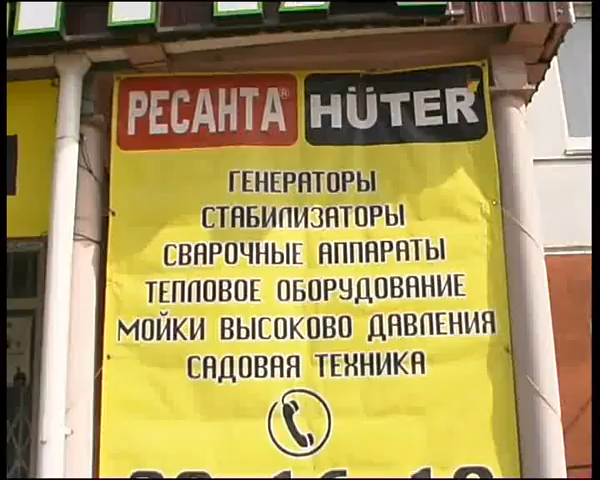 РЕСАНТА® HÜTER
ГЕНЕРАТОРЫ
СТАБИЛИЗАТОРЫ
СВАРОЧНЫЕ АППАРАТЫ
ТЕПЛОВОЕ ОБОРУДОВАНИЕ
МОЙКИ ВЫСОКОВО ДАВЛЕНИЯ
САДОВАЯ ТЕХНИКА